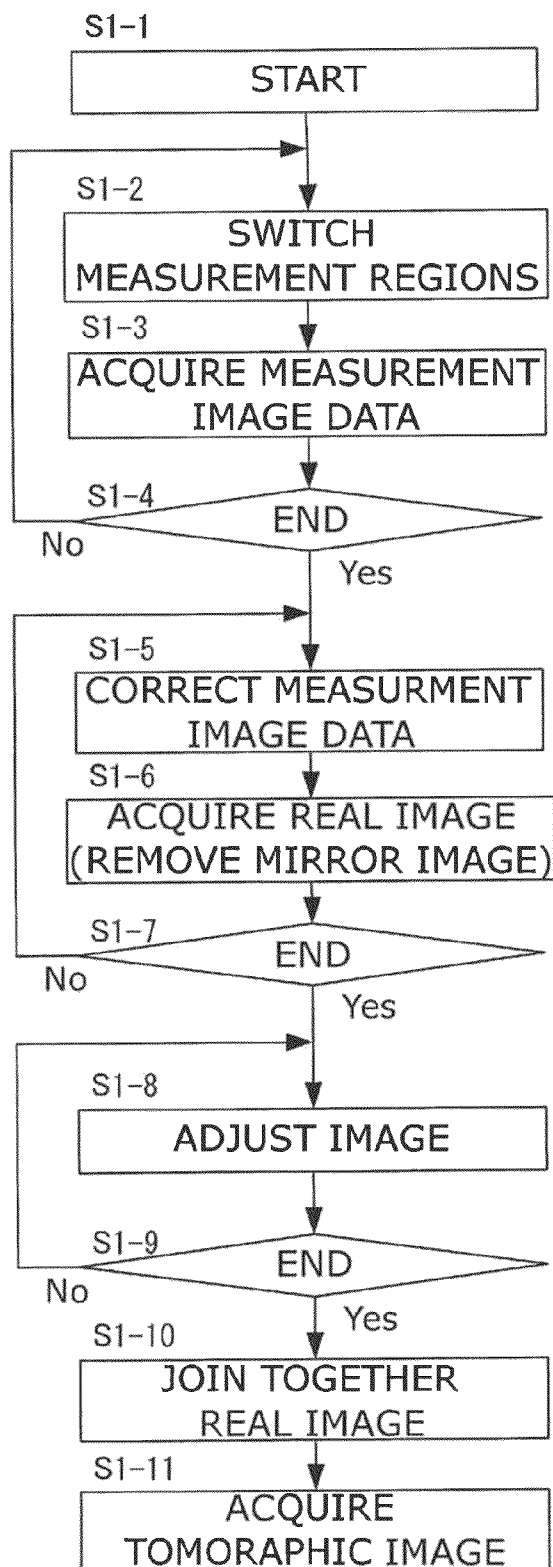 S1-1
START
S1-2
SWITCH
MEASUREMENT REGIONS
S1-3
ACQUIRE MEASUREMENT
IMAGE DATA
S1-4
END
No
Yes
S1-5
CORRECT MEASURMENT
IMAGE DATA
S1-6
ACQUIRE REAL IMAGE
(REMOVE MIRROR IMAGE)
S1-7
END
No
Yes
S1-8
ADJUST IMAGE
S1-9
END
No
Yes
S1-10
JOIN TOGETHER
REAL IMAGE
S1-11
ACQUIRE
TOMORAPHIC IMAGE